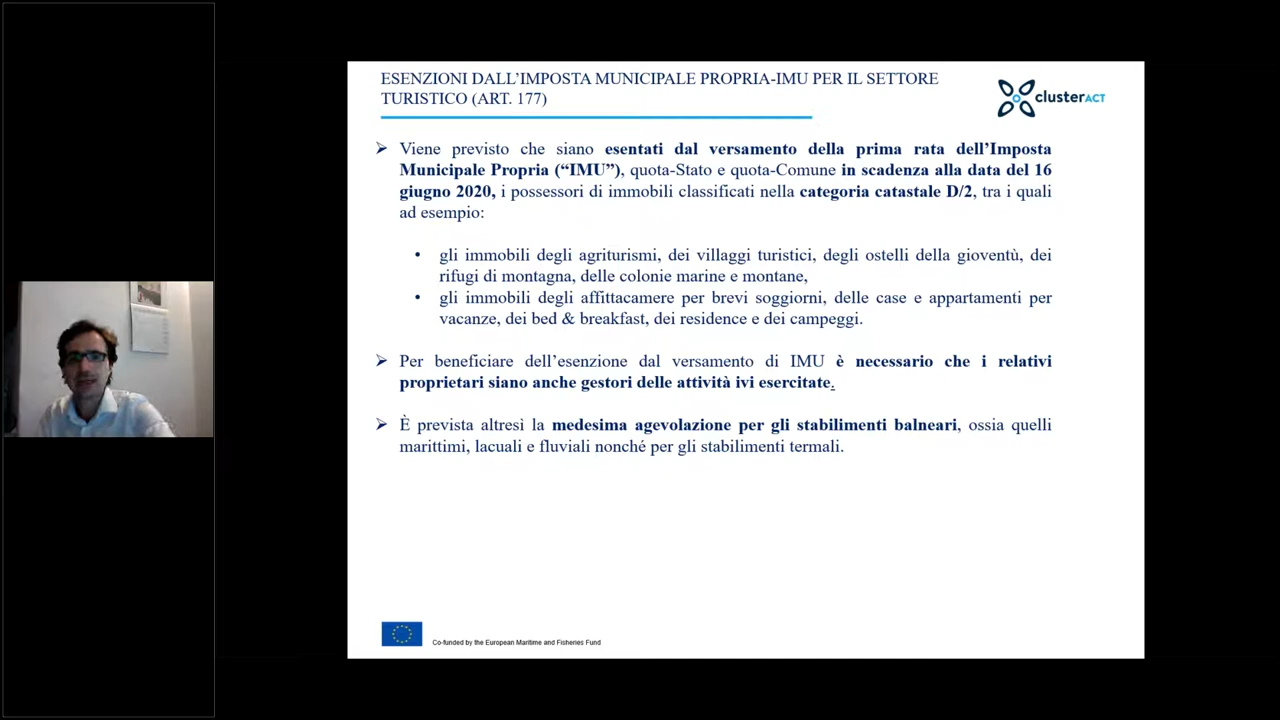 ESENZIONI DALL’IMPOSTA MUNICIPALE PROPRIA-IMU PER IL SETTORE
TURISTICO (ART. 177)
clusterACT
➢ Viene previsto che siano esentati dal versamento della prima rata dell’Imposta
Municipale Propria (“IMU”), quota-Stato e quota-Comune in scadenza alla data del 16
giugno 2020, i possessori di immobili classificati nella categoria catastale D/2, tra i quali
ad esempio:
• gli immobili degli agriturismi, dei villaggi turistici, degli ostelli della gioventù, dei
rifugi di montagna, delle colonie marine e montane,
• gli immobili degli affittacamere per brevi soggiorni, delle case e appartamenti per
vacanze, dei bed & breakfast, dei residence e dei campeggi.
➢ Per beneficiare dell’esenzione dal versamento di IMU è necessario che i relativi
proprietari siano anche gestori delle attività ivi esercitate.
➢ È prevista altresì la medesima agevolazione per gli stabilimenti balneari, ossia quelli
marittimi, lacuali e fluviali nonché per gli stabilimenti termali.
Co-funded by the European Maritime and Fisheries Fund